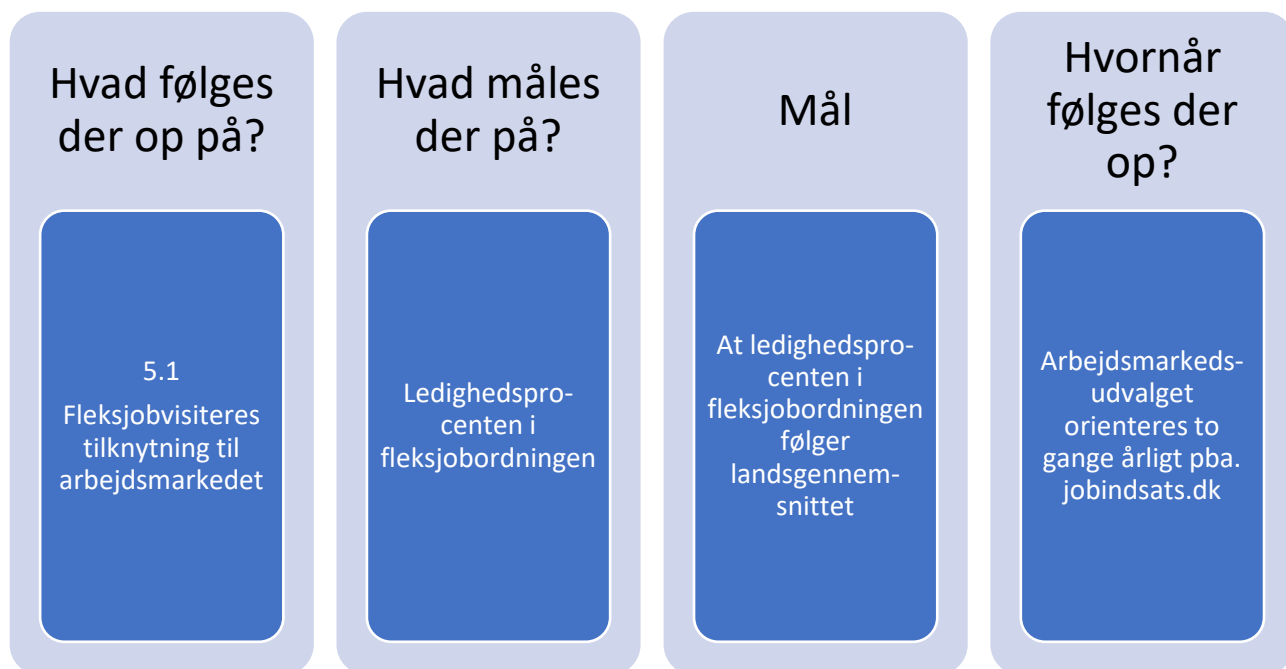 Hvad følges
der op på?
5.1
Fleksjobvisiteres
tilknytning til
arbejdsmarkedet
Hvad måles
der på?
Ledighedspro-
centen i
fleksjobordningen
Mål
At ledighedspro-
centen i
fleksjobordningen
følger
landsgennem-
snittet
Hvornår
følges der
op?
Arbejdsmarkeds-
udvalget
orienteres to
gange årligt pba.
jobindsats.dk